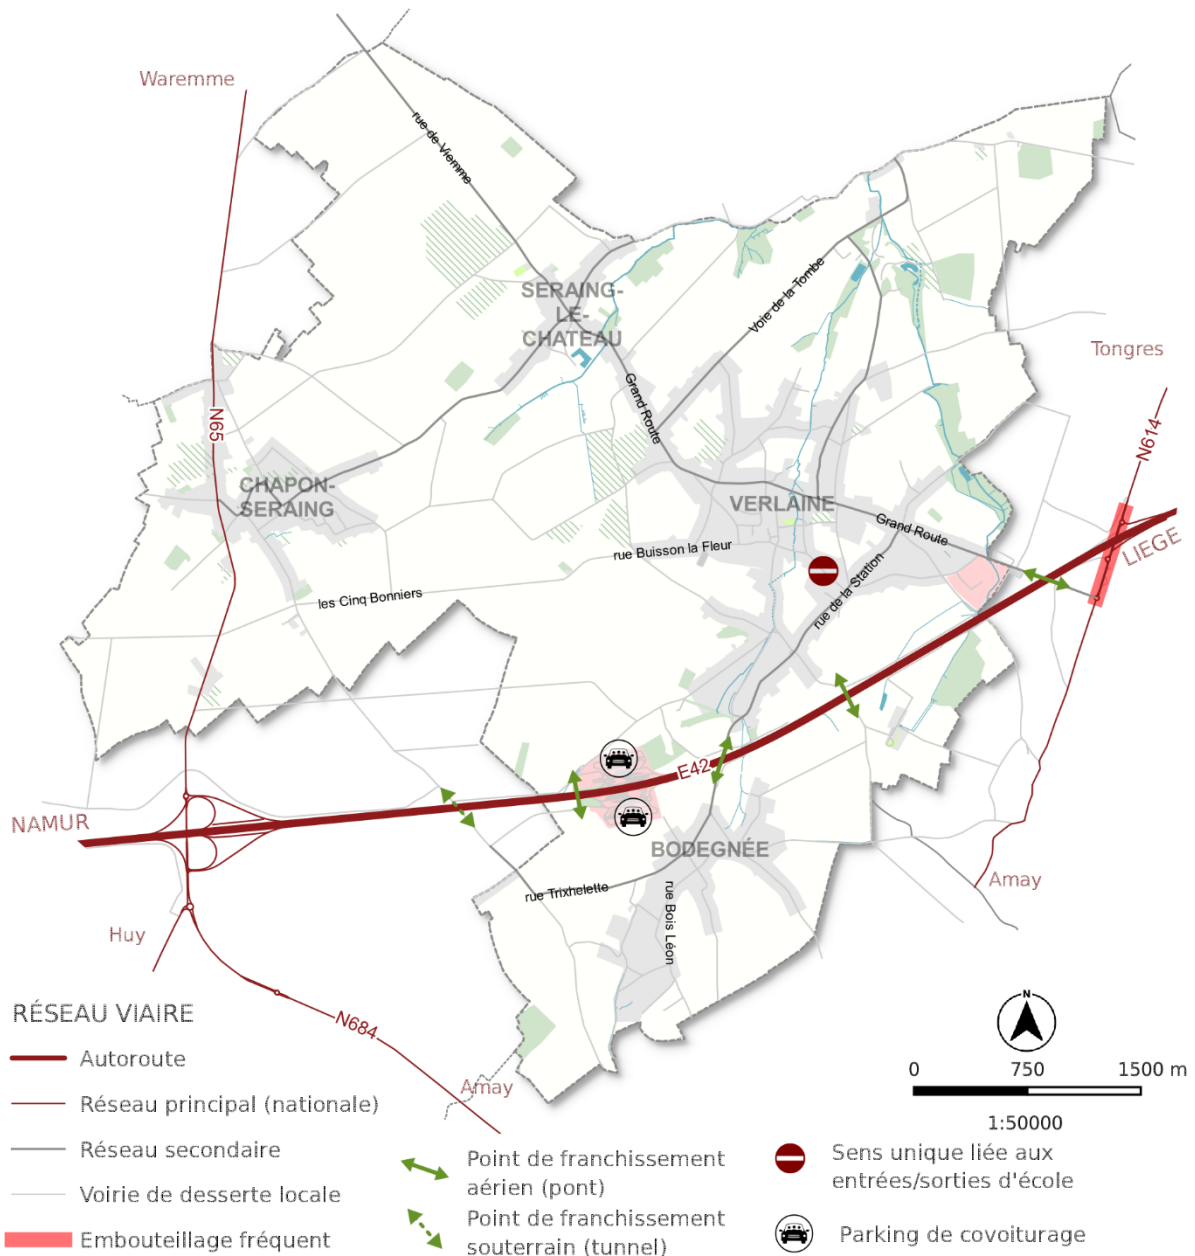 Waremme
rue de Viemme
SERAING-
LE-
CHATEAU
Voie de la Tombe
Tongres
Grand Route
N65
N614
CHAPON-
SERAING
VERLAINE
Grand Route
LIEGE
rue Buisson la Fleur
rue de la Station
les Cinq Bonniers
E42
NAMUR
BODEGNÉE
rue Trixhelette
rue Bois Léon
Amay
Huy
N684
Amay
N
RÉSEAU VIAIRE
Autoroute
Réseau principal (nationale)
Réseau secondaire
Voirie de desserte locale
Embouteillage fréquent
Point de franchissement
aérien (pont)
Point de franchissement
souterrain (tunnel)
0 750 1500 m
1:50000
Sens unique liée aux
entrées/sorties d'école
Parking de covoiturage